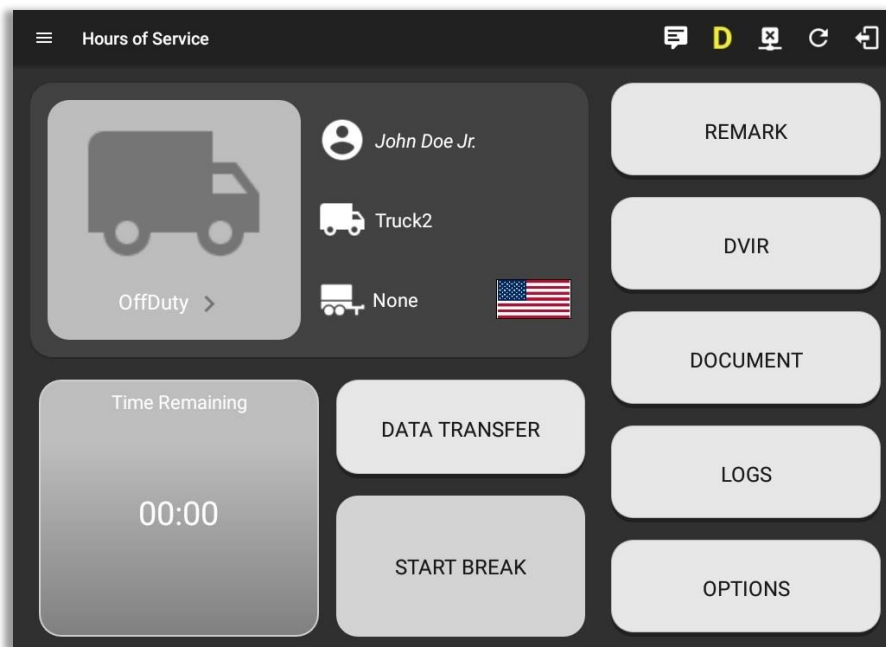 Hours of Service
D
John Doe Jr.
Truck2
None
OffDuty >
REMARK
DVIR
DOCUMENT
LOGS
OPTIONS
Time Remaining
00:00
DATA TRANSFER
START BREAK